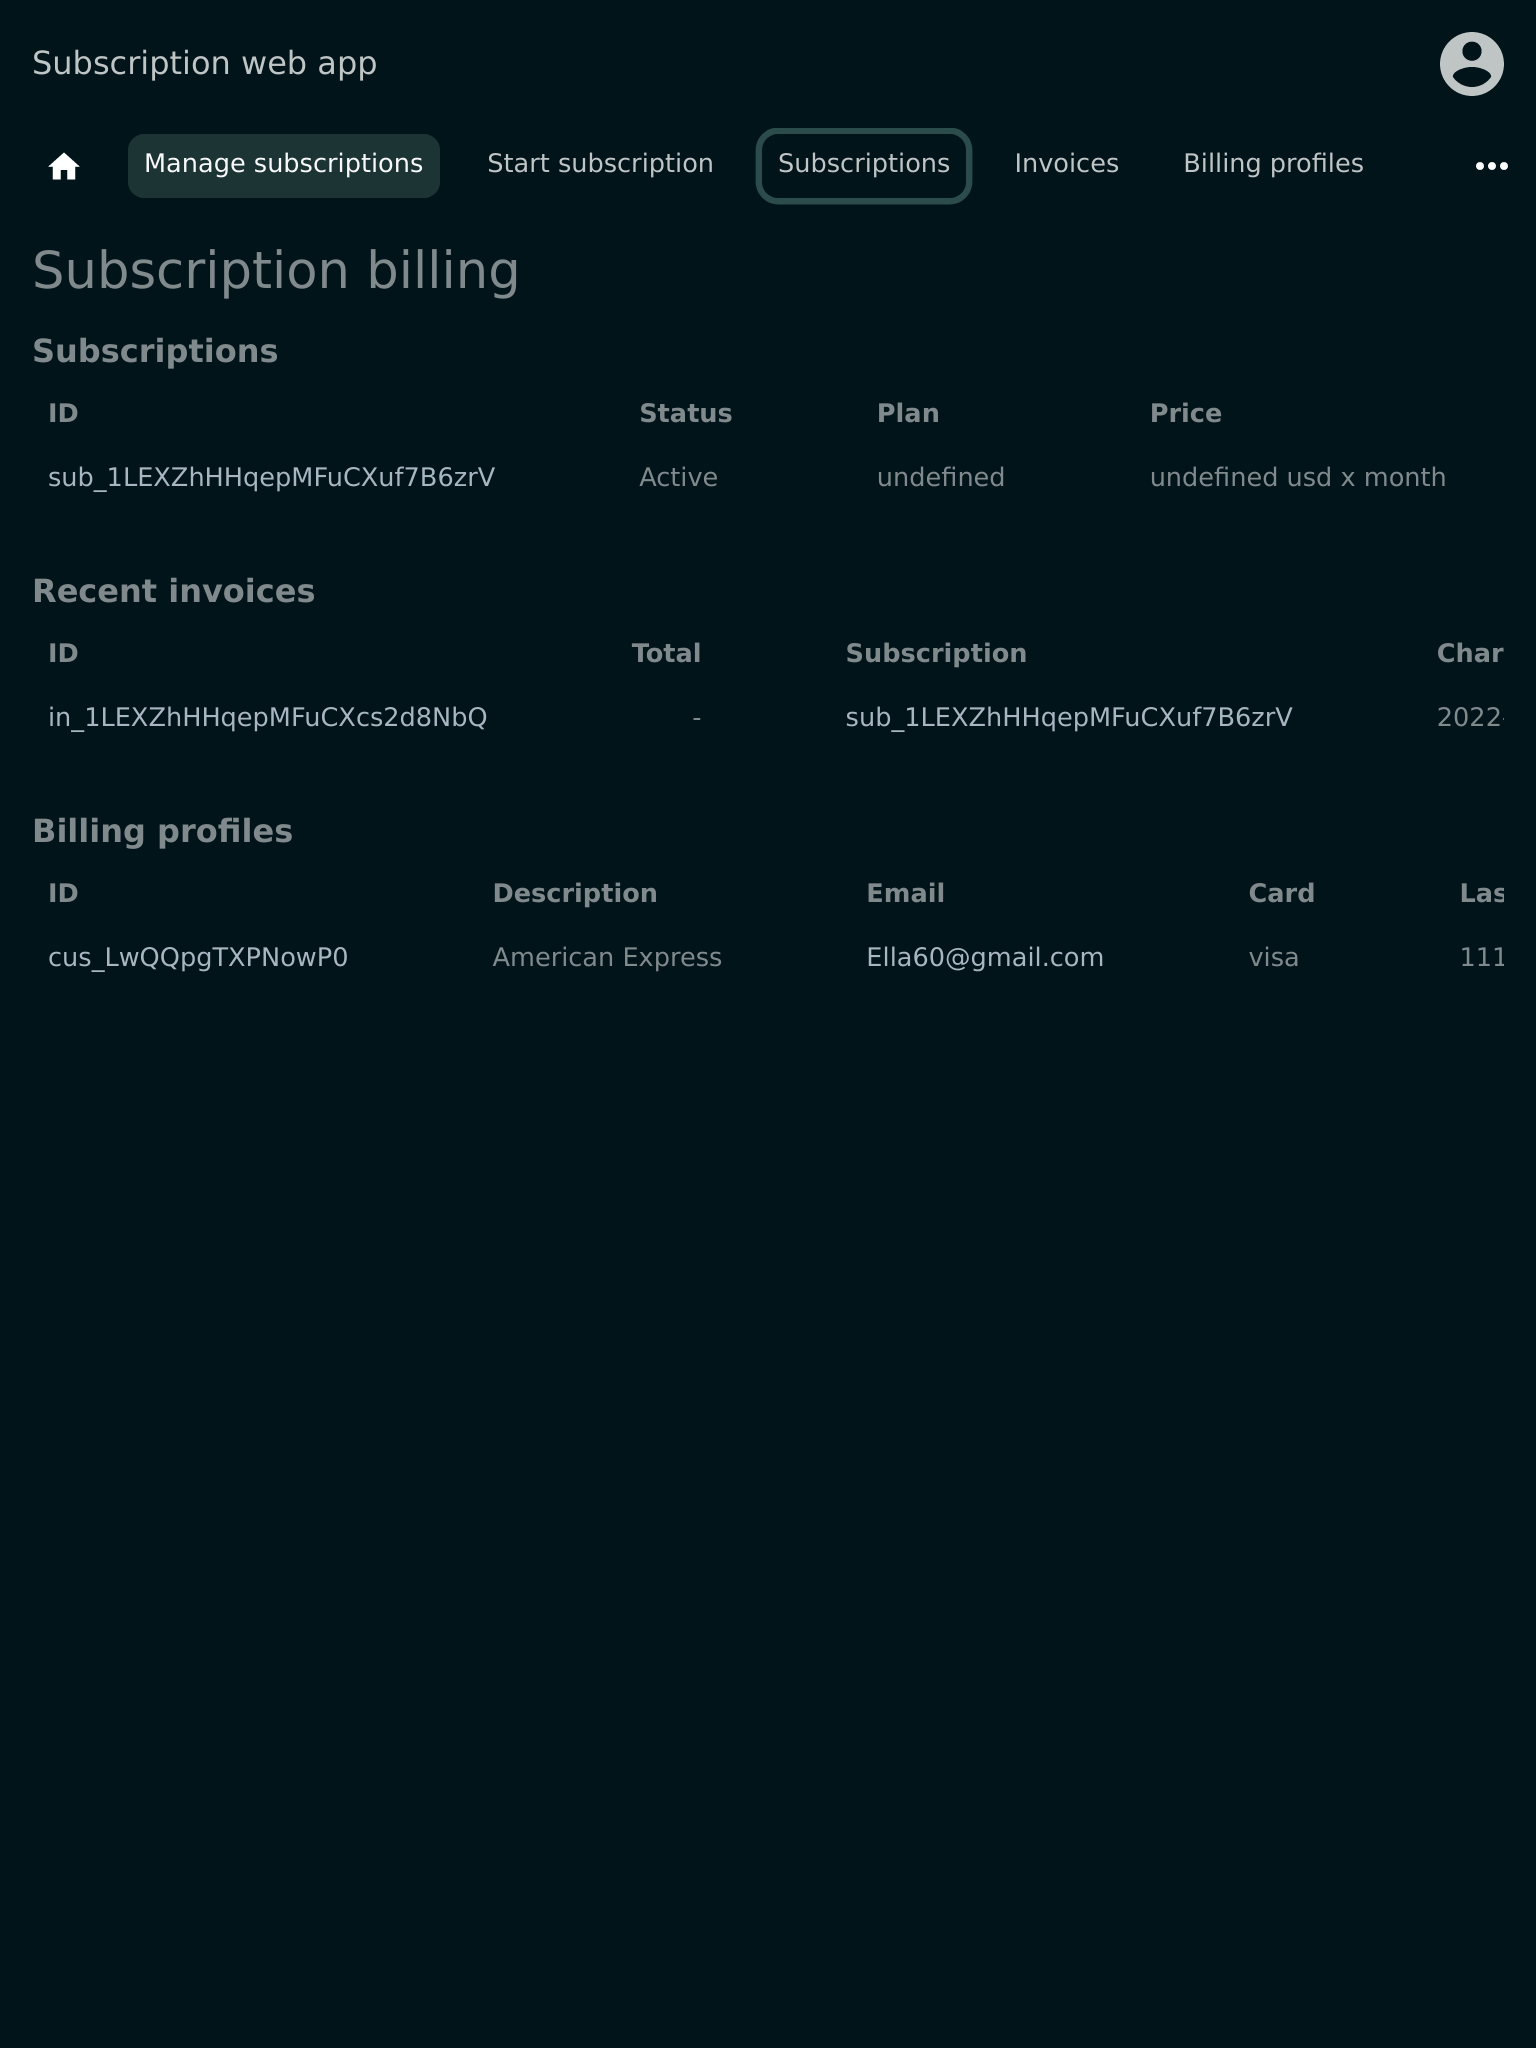 Subscription web app
Manage subscriptions Start subscription Subscriptions Invoices Billing profiles
Subscription billing
Subscriptions
ID Status Plan Price
sub_1LEXZhHHqepMFuCXuf7B6zrV Active undefined undefined usd x month
Recent invoices
ID Total Subscription Char
in_1LEXZhHHqepMFuCXcs2d8NbQ - sub_1LEXZhHHqepMFuCXuf7B6zrV 2022-
Billing profiles
ID Description Email Card Las
cus_LwQQpgTXPNowP0 American Express Ella60@gmail.com visa 111